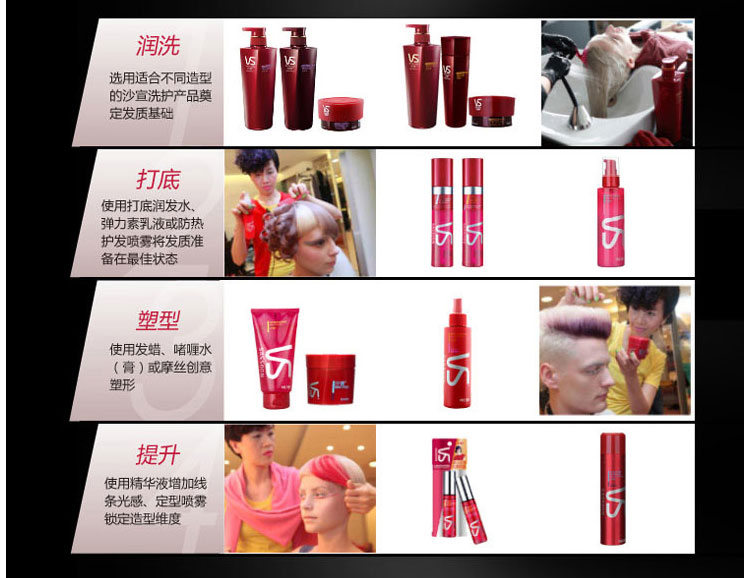 润洗
选用适合不同造型
的沙宣洗护产品奠
定发质基础
VS
VS
VS
打底
使用打底润发水、
弹力素乳液或防热
护发喷雾将发质准
备在最佳状态
塑型
使用发蜡、啫喱水
（膏）或摩丝创意
塑形
提升
使用精华液增加线
条光感、定型喷雾
锁定造型维度